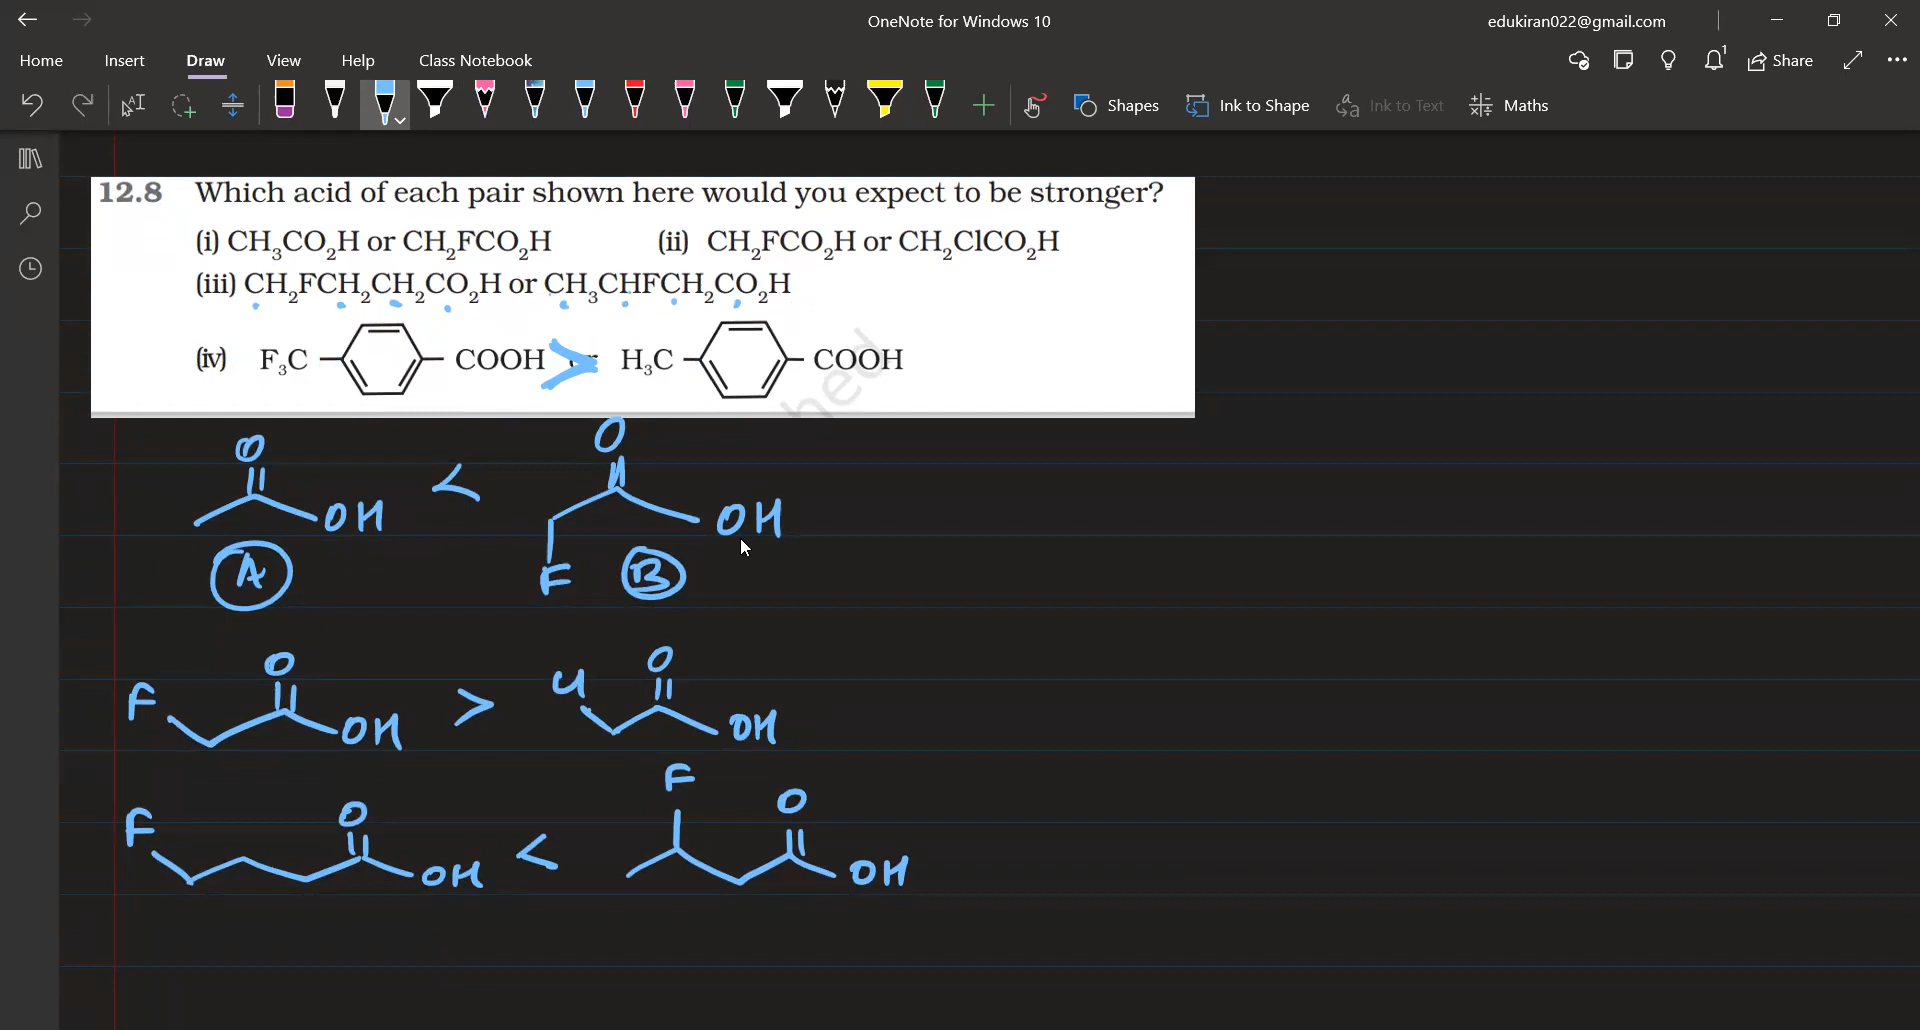 OneNote for Windows 10
edukiran022@gmail.com
Home Insert Draw View Help Class Notebook
1
Share
Shapes Ink to Shape Ink to Text Maths
12.8 Which acid of each pair shown here would you expect to be stronger?
(i) CH₃CO₂H or CH₂FCO₂H (ii) CH₂FCO₂H or CH₂ClCO₂H
(iii) CH₂FCH₂CH₂CO₂H or CH₃CHFCH₂CO₂H
(iv) F₃C COOH > H₃C COOH
hed
O O
OH < OH
A F B
O O
F OH > Cl OH
F
O O
F OH < OH